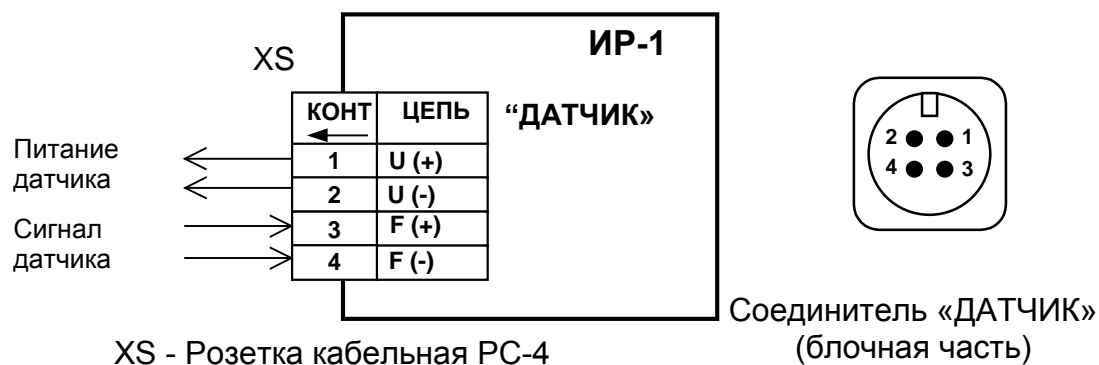 ИР-1
XS
КОНТ ЦЕПЬ “ДАТЧИК»
Питание
датчика
1 U (+)
2 U (-)
Сигнал
датчика
3 F (+)
4 F (-)
2 1
4 3
Соединитель «ДАТЧИК»
(блочная часть)
XS - Розетка кабельная РС-4